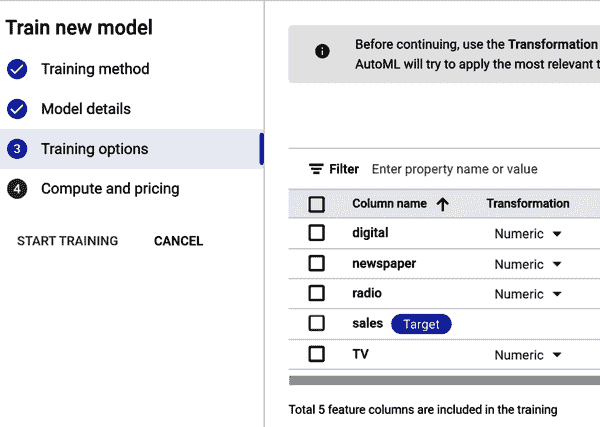 Train new model
Training method
Model details
3 Training options
4 Compute and pricing
START TRAINING CANCEL
Before continuing, use the Transformation
AutoML will try to apply the most relevant t
Filter Enter property name or value
Column name Transformation
digital Numeric
newspaper Numeric
radio Numeric
sales Target
TV Numeric
Total 5 feature columns are included in the training